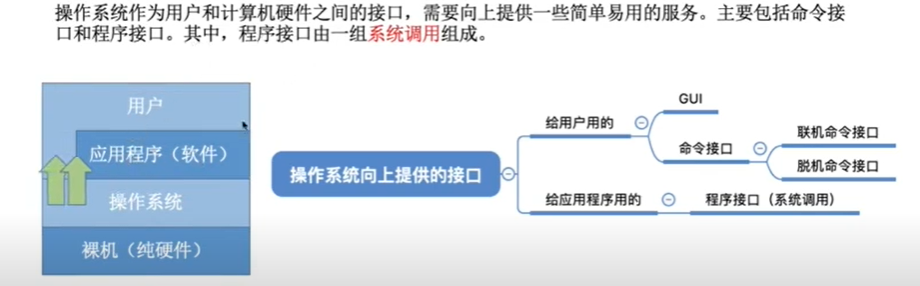 操作系统作为用户和计算机硬件之间的接口，需要向上提供一些简单易用的服务。主要包括命令接
口和程序接口。其中，程序接口由一组系统调用组成。
用户
应用程序（软件）
操作系统
裸机（纯硬件）
操作系统向上提供的接口
给用户用的
GUI
命令接口
联机命令接口
脱机命令接口
给应用程序用的
程序接口（系统调用）